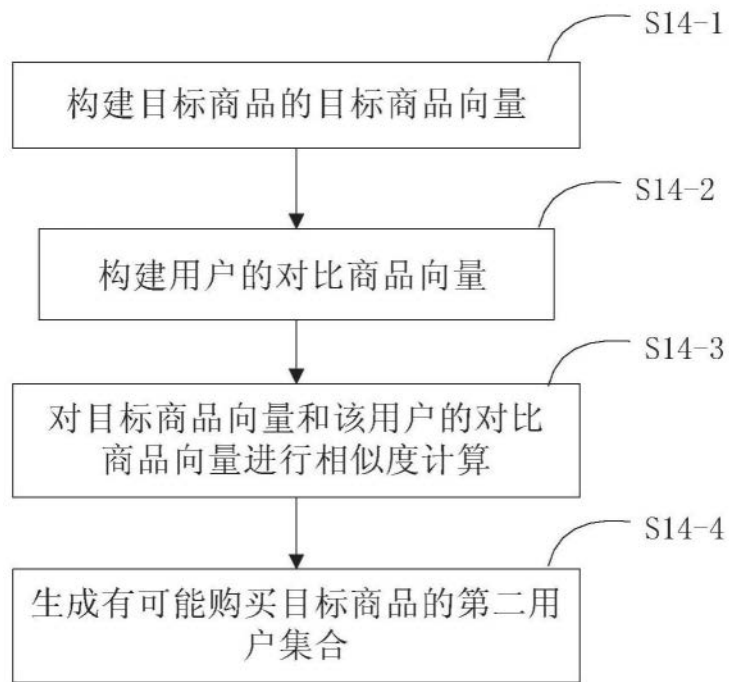 S14-1
构建目标商品的目标商品向量
S14-2
构建用户的对比商品向量
S14-3
对目标商品向量和该用户的对比
商品向量进行相似度计算
S14-4
生成有可能购买目标商品的第二用
户集合